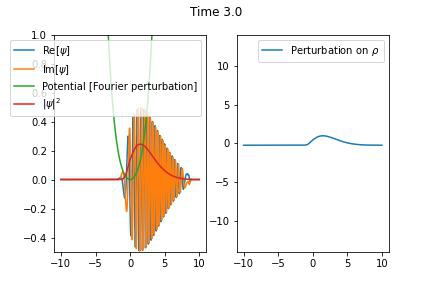 Time 3.0
Re[ψ]
Im[ψ]
Potential [Fourier perturbation]
|ψ|²
1.0
0.8
0.6
0.4
0.2
0.0
−0.2
−0.4
−10 −5 0 5 10
Perturbation on ρ
10
5
0
−5
−10
−10 −5 0 5 10